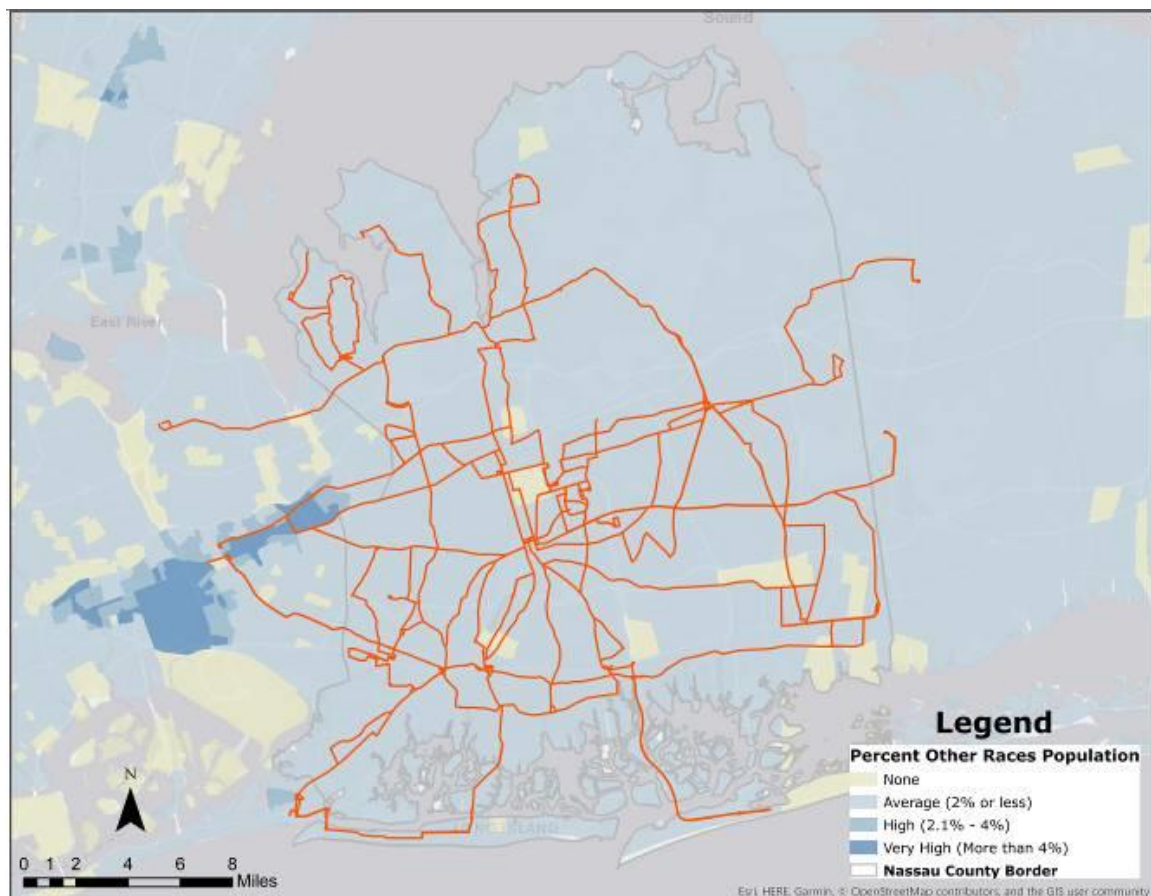 Sound
East River
LONG ISLAND
N
0 1 2 4 6 8
Miles
Legend
Percent Other Races Population
None
Average (2% or less)
High (2.1% - 4%)
Very High (More than 4%)
Nassau County Border
Esri, HERE, Garmin, © OpenStreetMap contributors, and the GIS user community